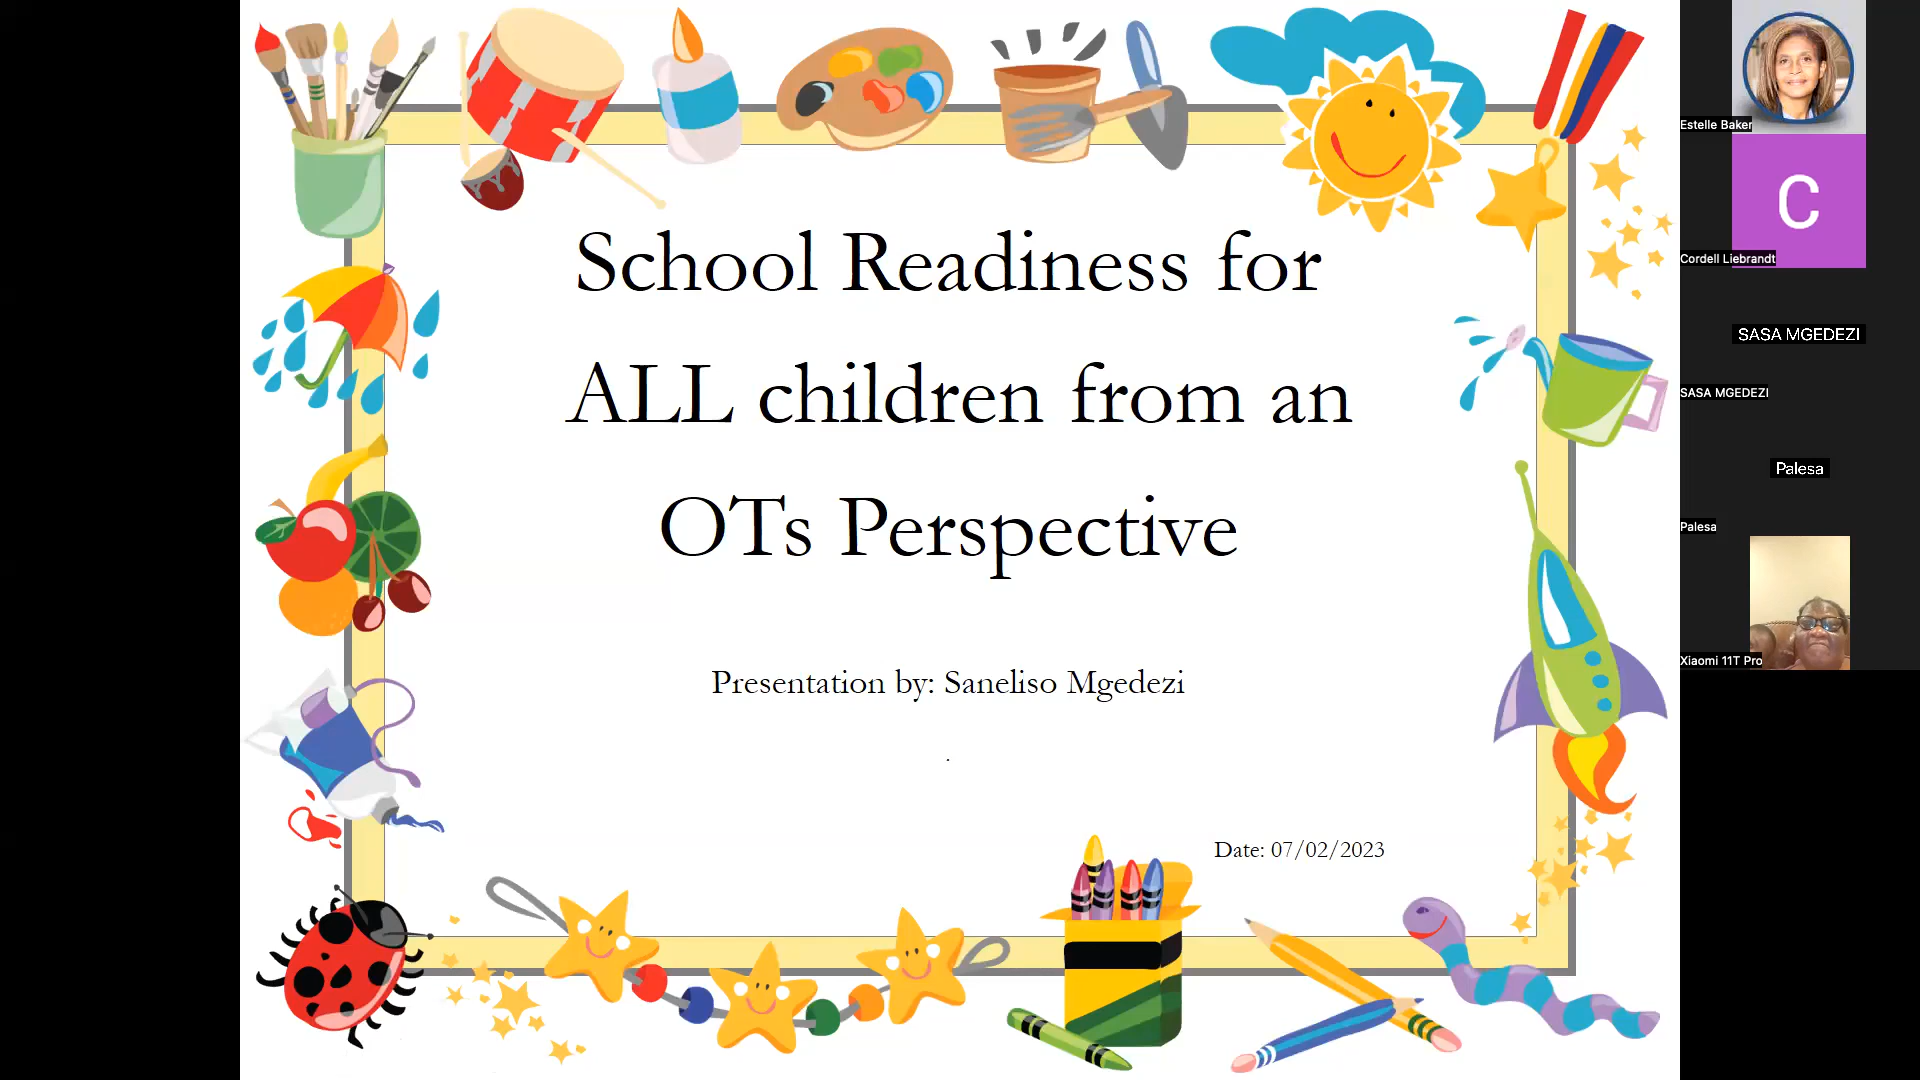 School Readiness for
ALL children from an
OTs Perspective
Presentation by: Saneliso Mgedezi
.
Date: 07/02/2023
Estelle Baker
C
Cordell Liebrandt
SASA MGEDEZI
SASA MGEDEZI
Palesa
Palesa
Xiaomi 11T Pro